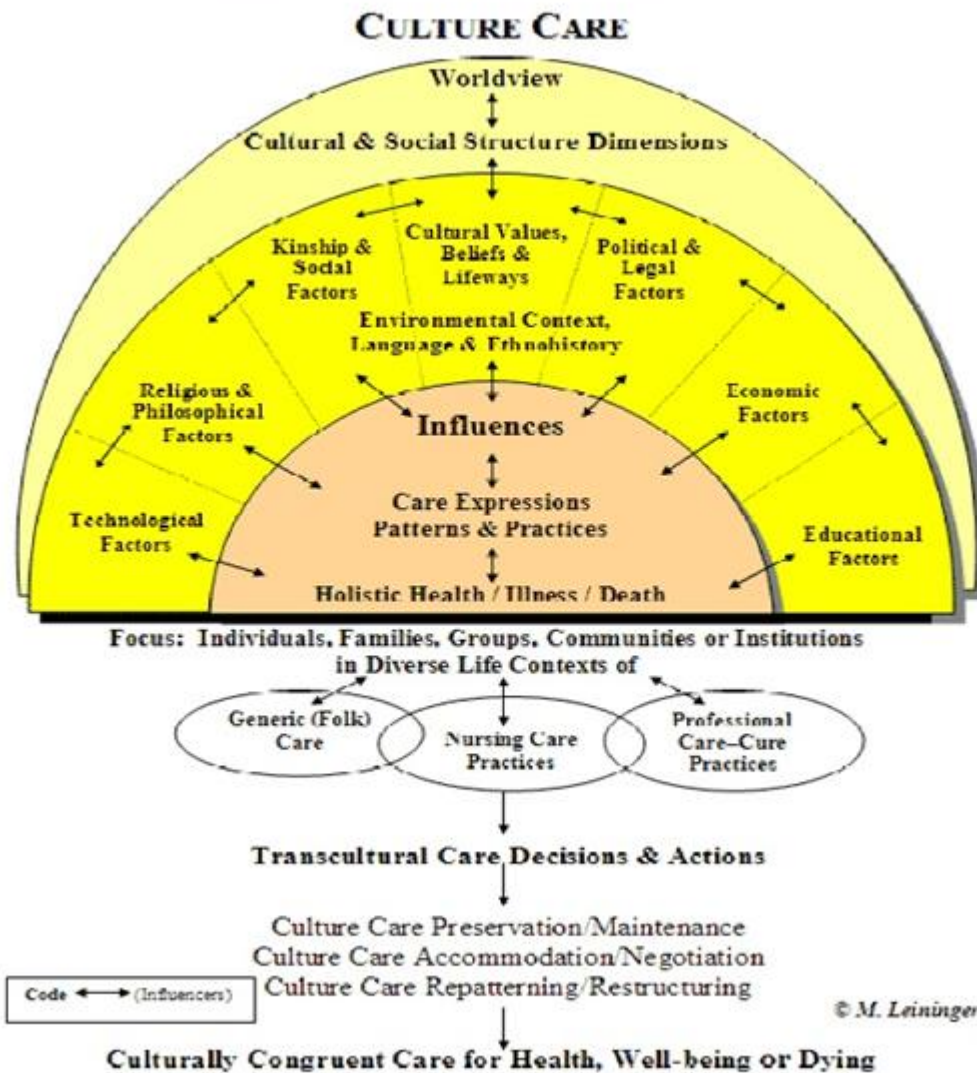 CULTURE CARE
Worldview
Cultural & Social Structure Dimensions
Kinship &
Social
Factors
Cultural Values,
Beliefs &
Lifeways
Political &
Legal
Factors
Environmental Context,
Language & Ethnohistory
Religious &
Philosophical
Factors
Economic
Factors
Influences
Technological
Factors
Care Expressions
Patterns & Practices
Educational
Factors
Holistic Health / Illness / Death
Focus: Individuals, Families, Groups, Communities or Institutions
in Diverse Life Contexts of
Generic (Folk)
Care
Nursing Care
Practices
Professional
Care–Cure
Practices
Transcultural Care Decisions & Actions
Culture Care Preservation/Maintenance
Culture Care Accommodation/Negotiation
Culture Care Repatterning/Restructuring
Code (Influencers)
© M. Leininger
Culturally Congruent Care for Health, Well-being or Dying